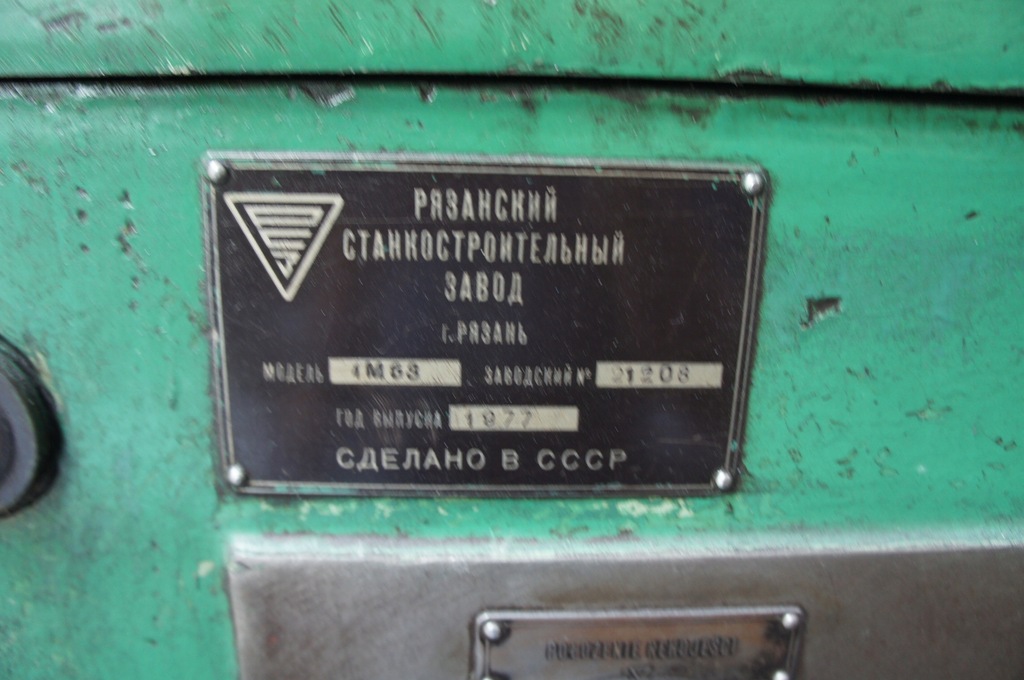 РЯЗАНСКИЙ
СТАНКОСТРОИТЕЛЬНЫЙ
ЗАВОД
г. РЯЗАНЬ
МОДЕЛЬ 1М63 ЗАВОДСКИЙ № 21208
ГОД ВЫПУСКА 1977
СДЕЛАНО В СССР